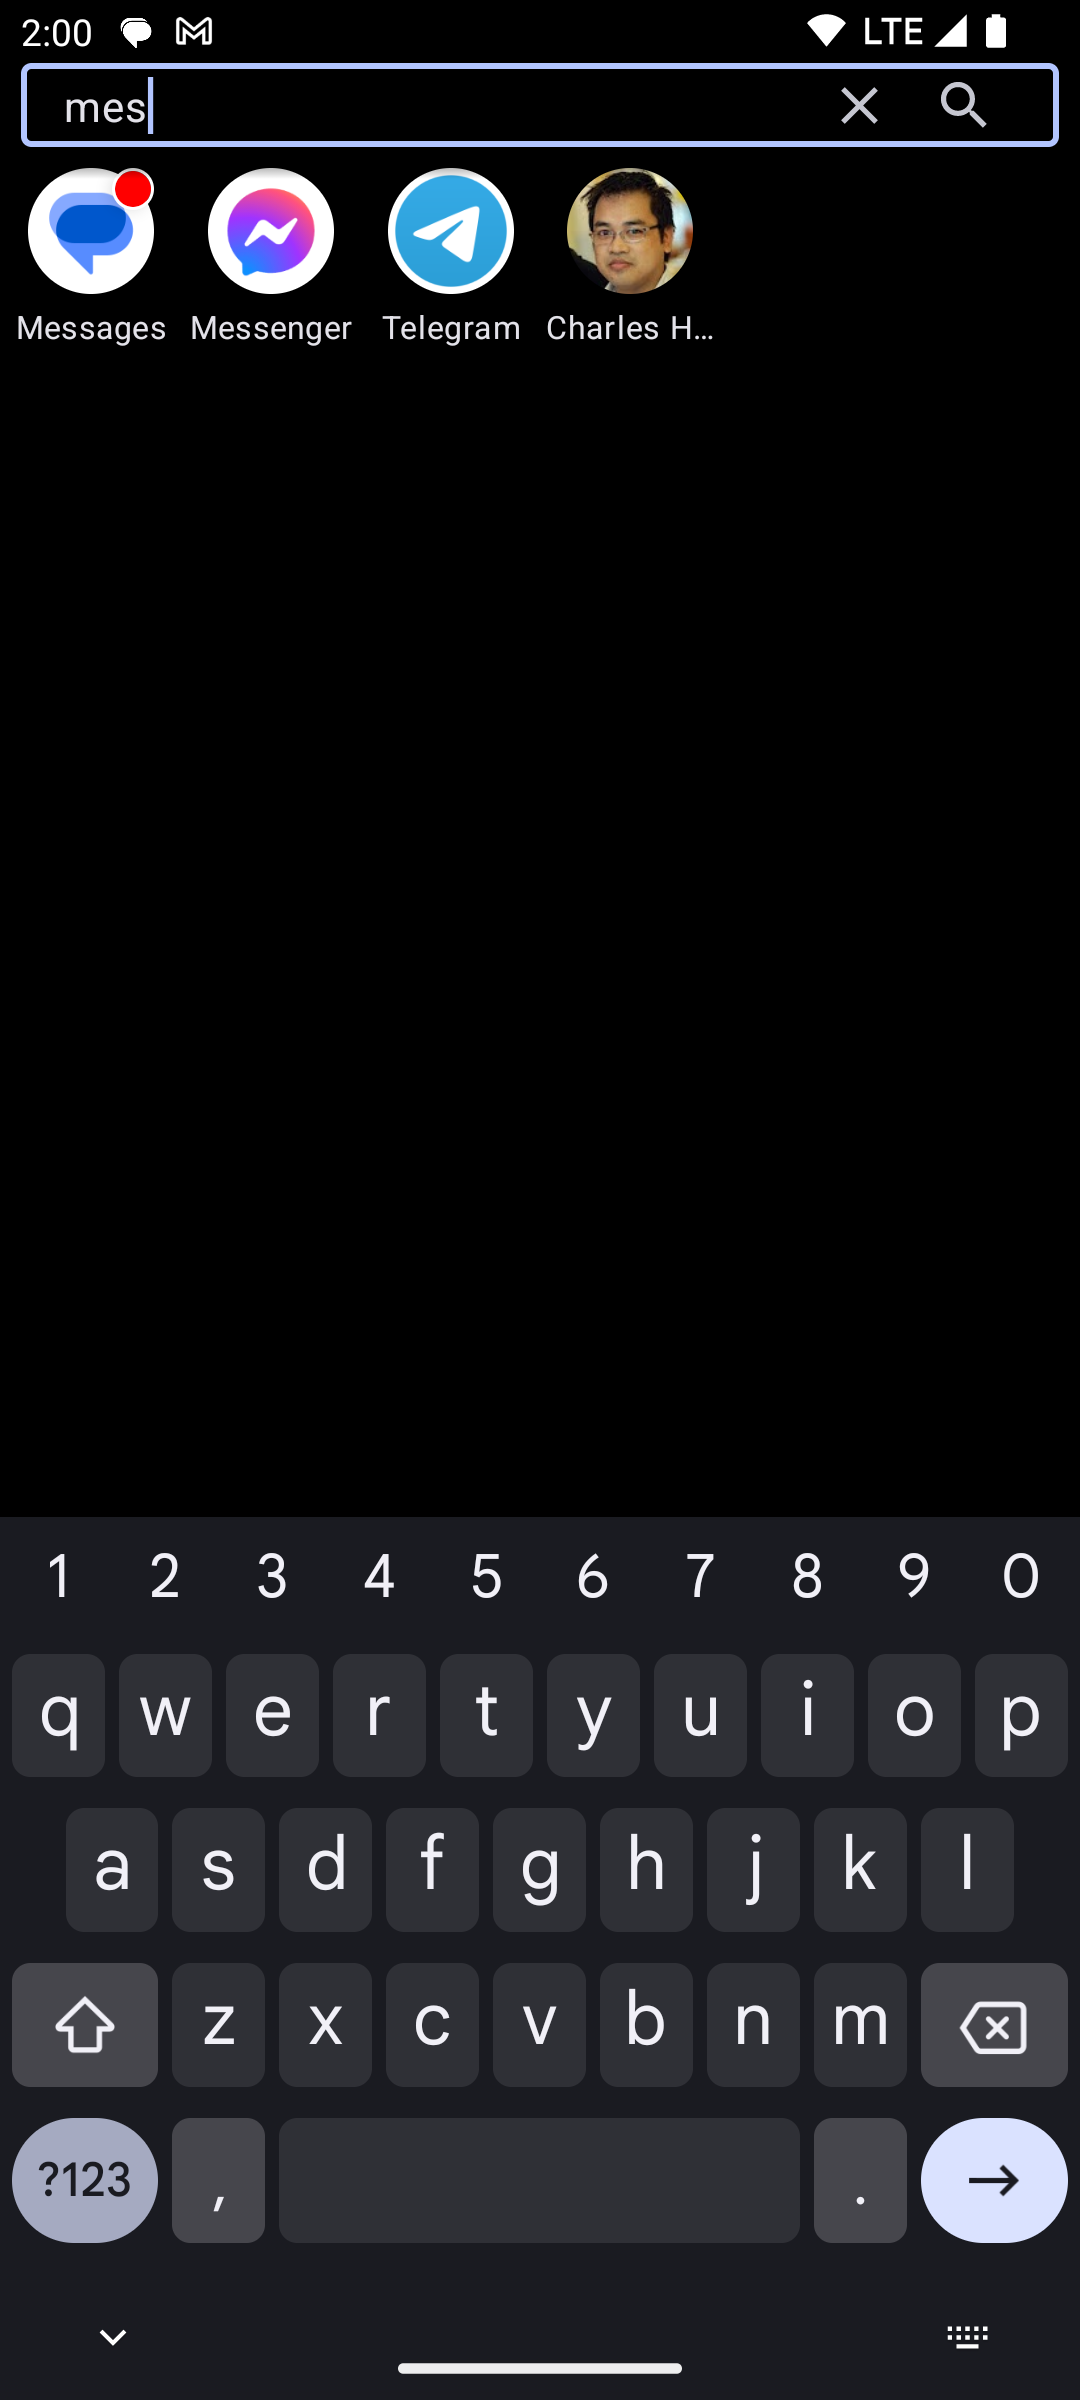 2:00 LTE
mes
Messages Messenger Telegram Charles H...
1 2 3 4 5 6 7 8 9 0
q w e r t y u i o p
a s d f g h j k l
z x c v b n m
?123 , .